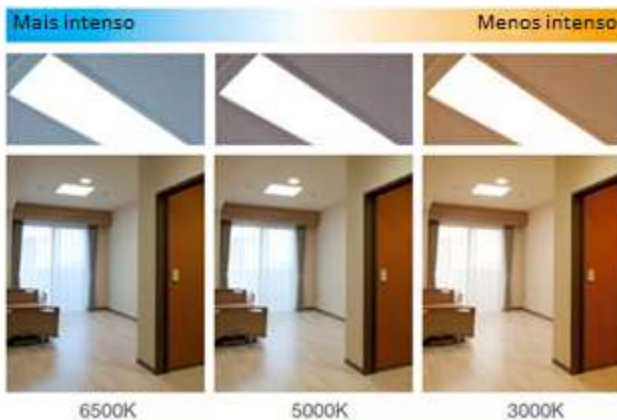 Mais intenso
Menos intenso
6500K
5000K
3000K